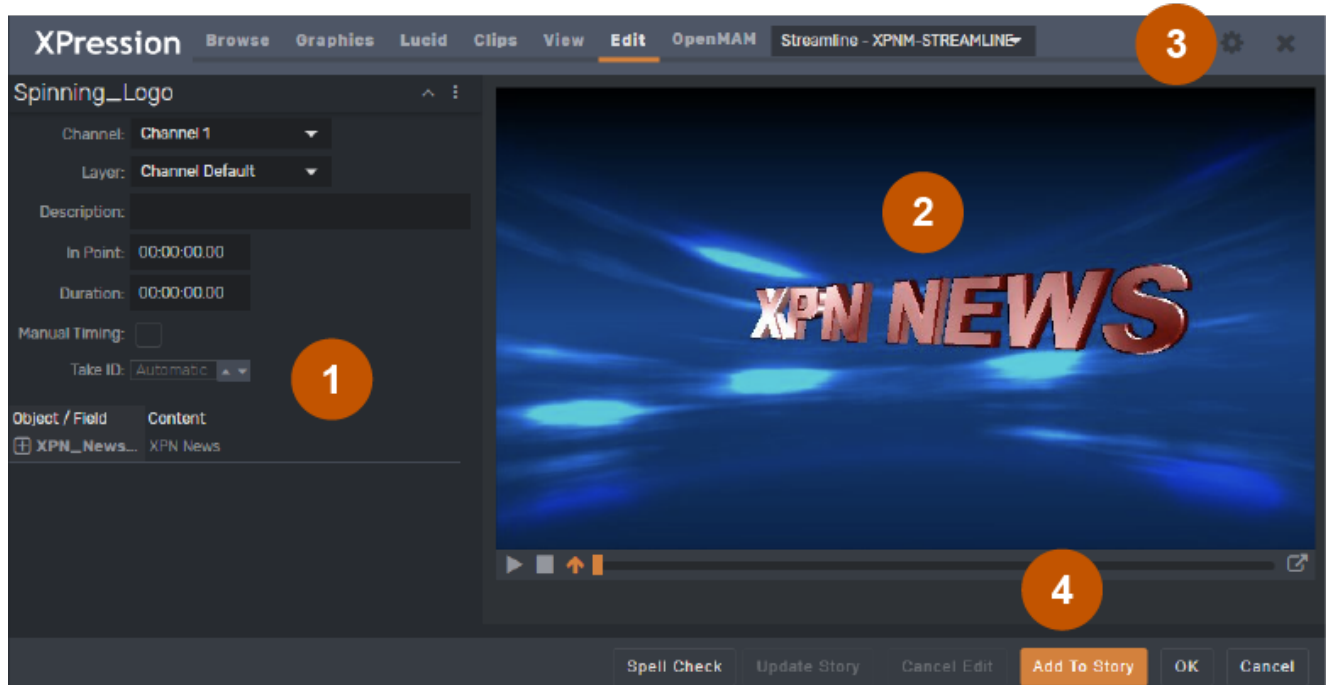 XPression Browse Graphics Lucid Clips View Edit OpenMAM Streamline - XPNM-STREAMLINE 3
Spinning_Logo
Channel: Channel 1
Layer: Channel Default
Description:
In Point: 00:00:00.00
Duration: 00:00:00.00
Manual Timing:
Take ID: Automatic
1
Object / Field Content
XPN_News... XPN News
2
XPN NEWS
4
Spell Check Update Story Cancel Edit Add To Story OK Cancel